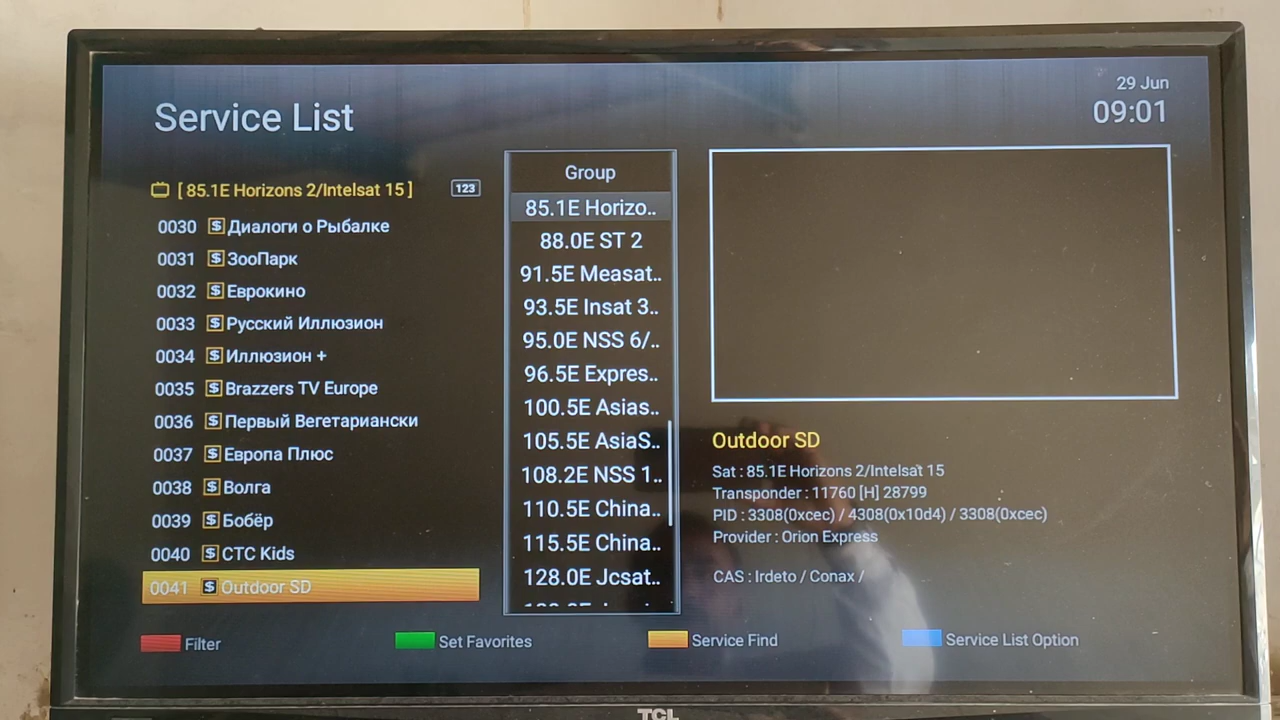 29 Jun
09:01
Service List
[ 85.1E Horizons 2/Intelsat 15 ]
123
0030 $ Диалоги о Рыбалке
0031 $ ЗооПарк
0032 $ Еврокино
0033 $ Русский Иллюзион
0034 $ Иллюзион +
0035 $ Brazzers TV Europe
0036 $ Первый Вегетариански
0037 $ Европа Плюс
0038 $ Волга
0039 $ Бобёр
0040 $ СТС Kids
0041 $ Outdoor SD
Group
85.1E Horizo..
88.0E ST 2
91.5E Measat..
93.5E Insat 3..
95.0E NSS 6/..
96.5E Expres..
100.5E Asias..
105.5E AsiaS..
108.2E NSS 1..
110.5E China..
115.5E China..
128.0E Jcsat..
Outdoor SD
Sat : 85.1E Horizons 2/Intelsat 15
Transponder : 11760 [H] 28799
PID : 3308(0xcec) / 4308(0x10d4) / 3308(0xcec)
Provider : Orion Express
CAS : Irdeto / Conax /
Filter
Set Favorites
Service Find
Service List Option
TCL